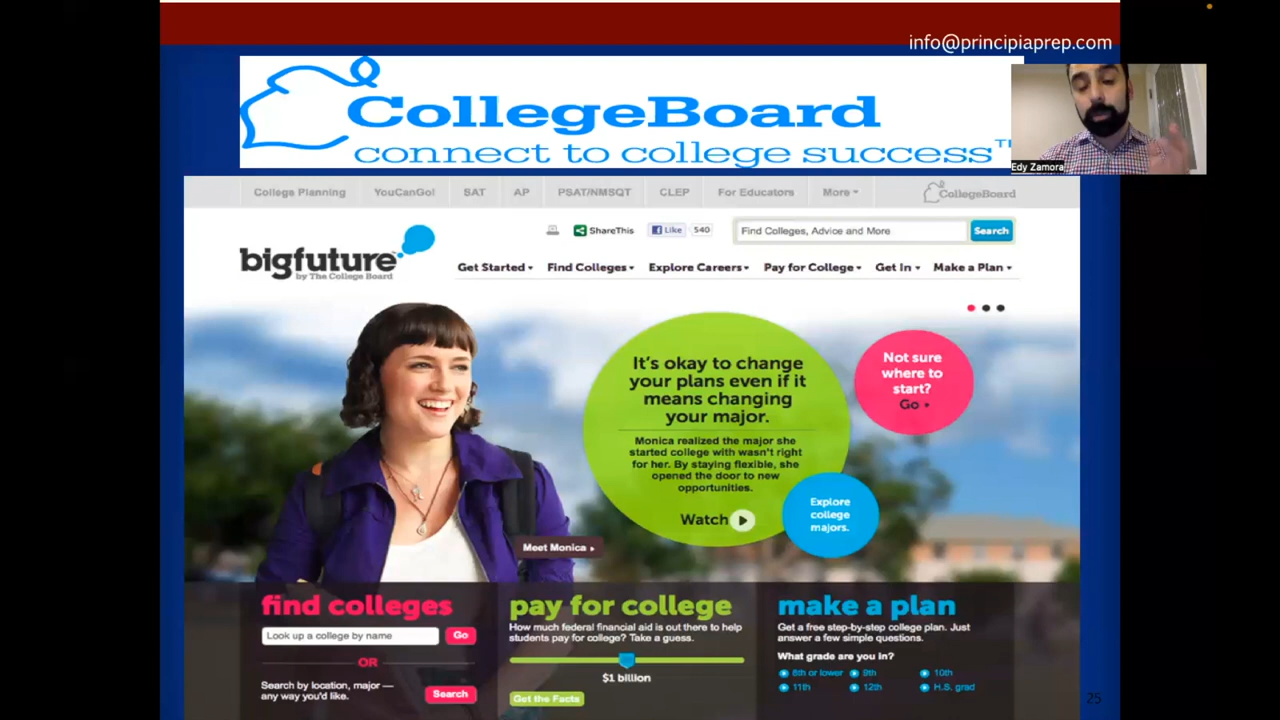 info@principiaprep.com
CollegeBoard
connect to college success™
Edy Zamora
College Planning YouCanGo! SAT AP PSAT/NMSQT CLEP For Educators More CollegeBoard
ShareThis Like 540 Find Colleges, Advice and More Search
bigfuture™
by The College Board
Get Started Find Colleges Explore Careers Pay for College Get In Make a Plan
It's okay to change
your plans even if it
means changing
your major.
Monica realized the major she
started college with wasn't right
for her. By staying flexible, she
opened the door to new
opportunities.
Watch
Not sure
where to
start?
Go
Explore
college
majors.
Meet Monica
find colleges
Look up a college by name Go
OR
Search by location, major —
any way you'd like.
Search
pay for college
How much federal financial aid is out there to help
students pay for college? Take a guess.
$1 billion
Get the Facts
make a plan
Get a free step-by-step college plan. Just
answer a few simple questions.
What grade are you in?
8th or lower 9th 10th
11th 12th H.S. grad
25